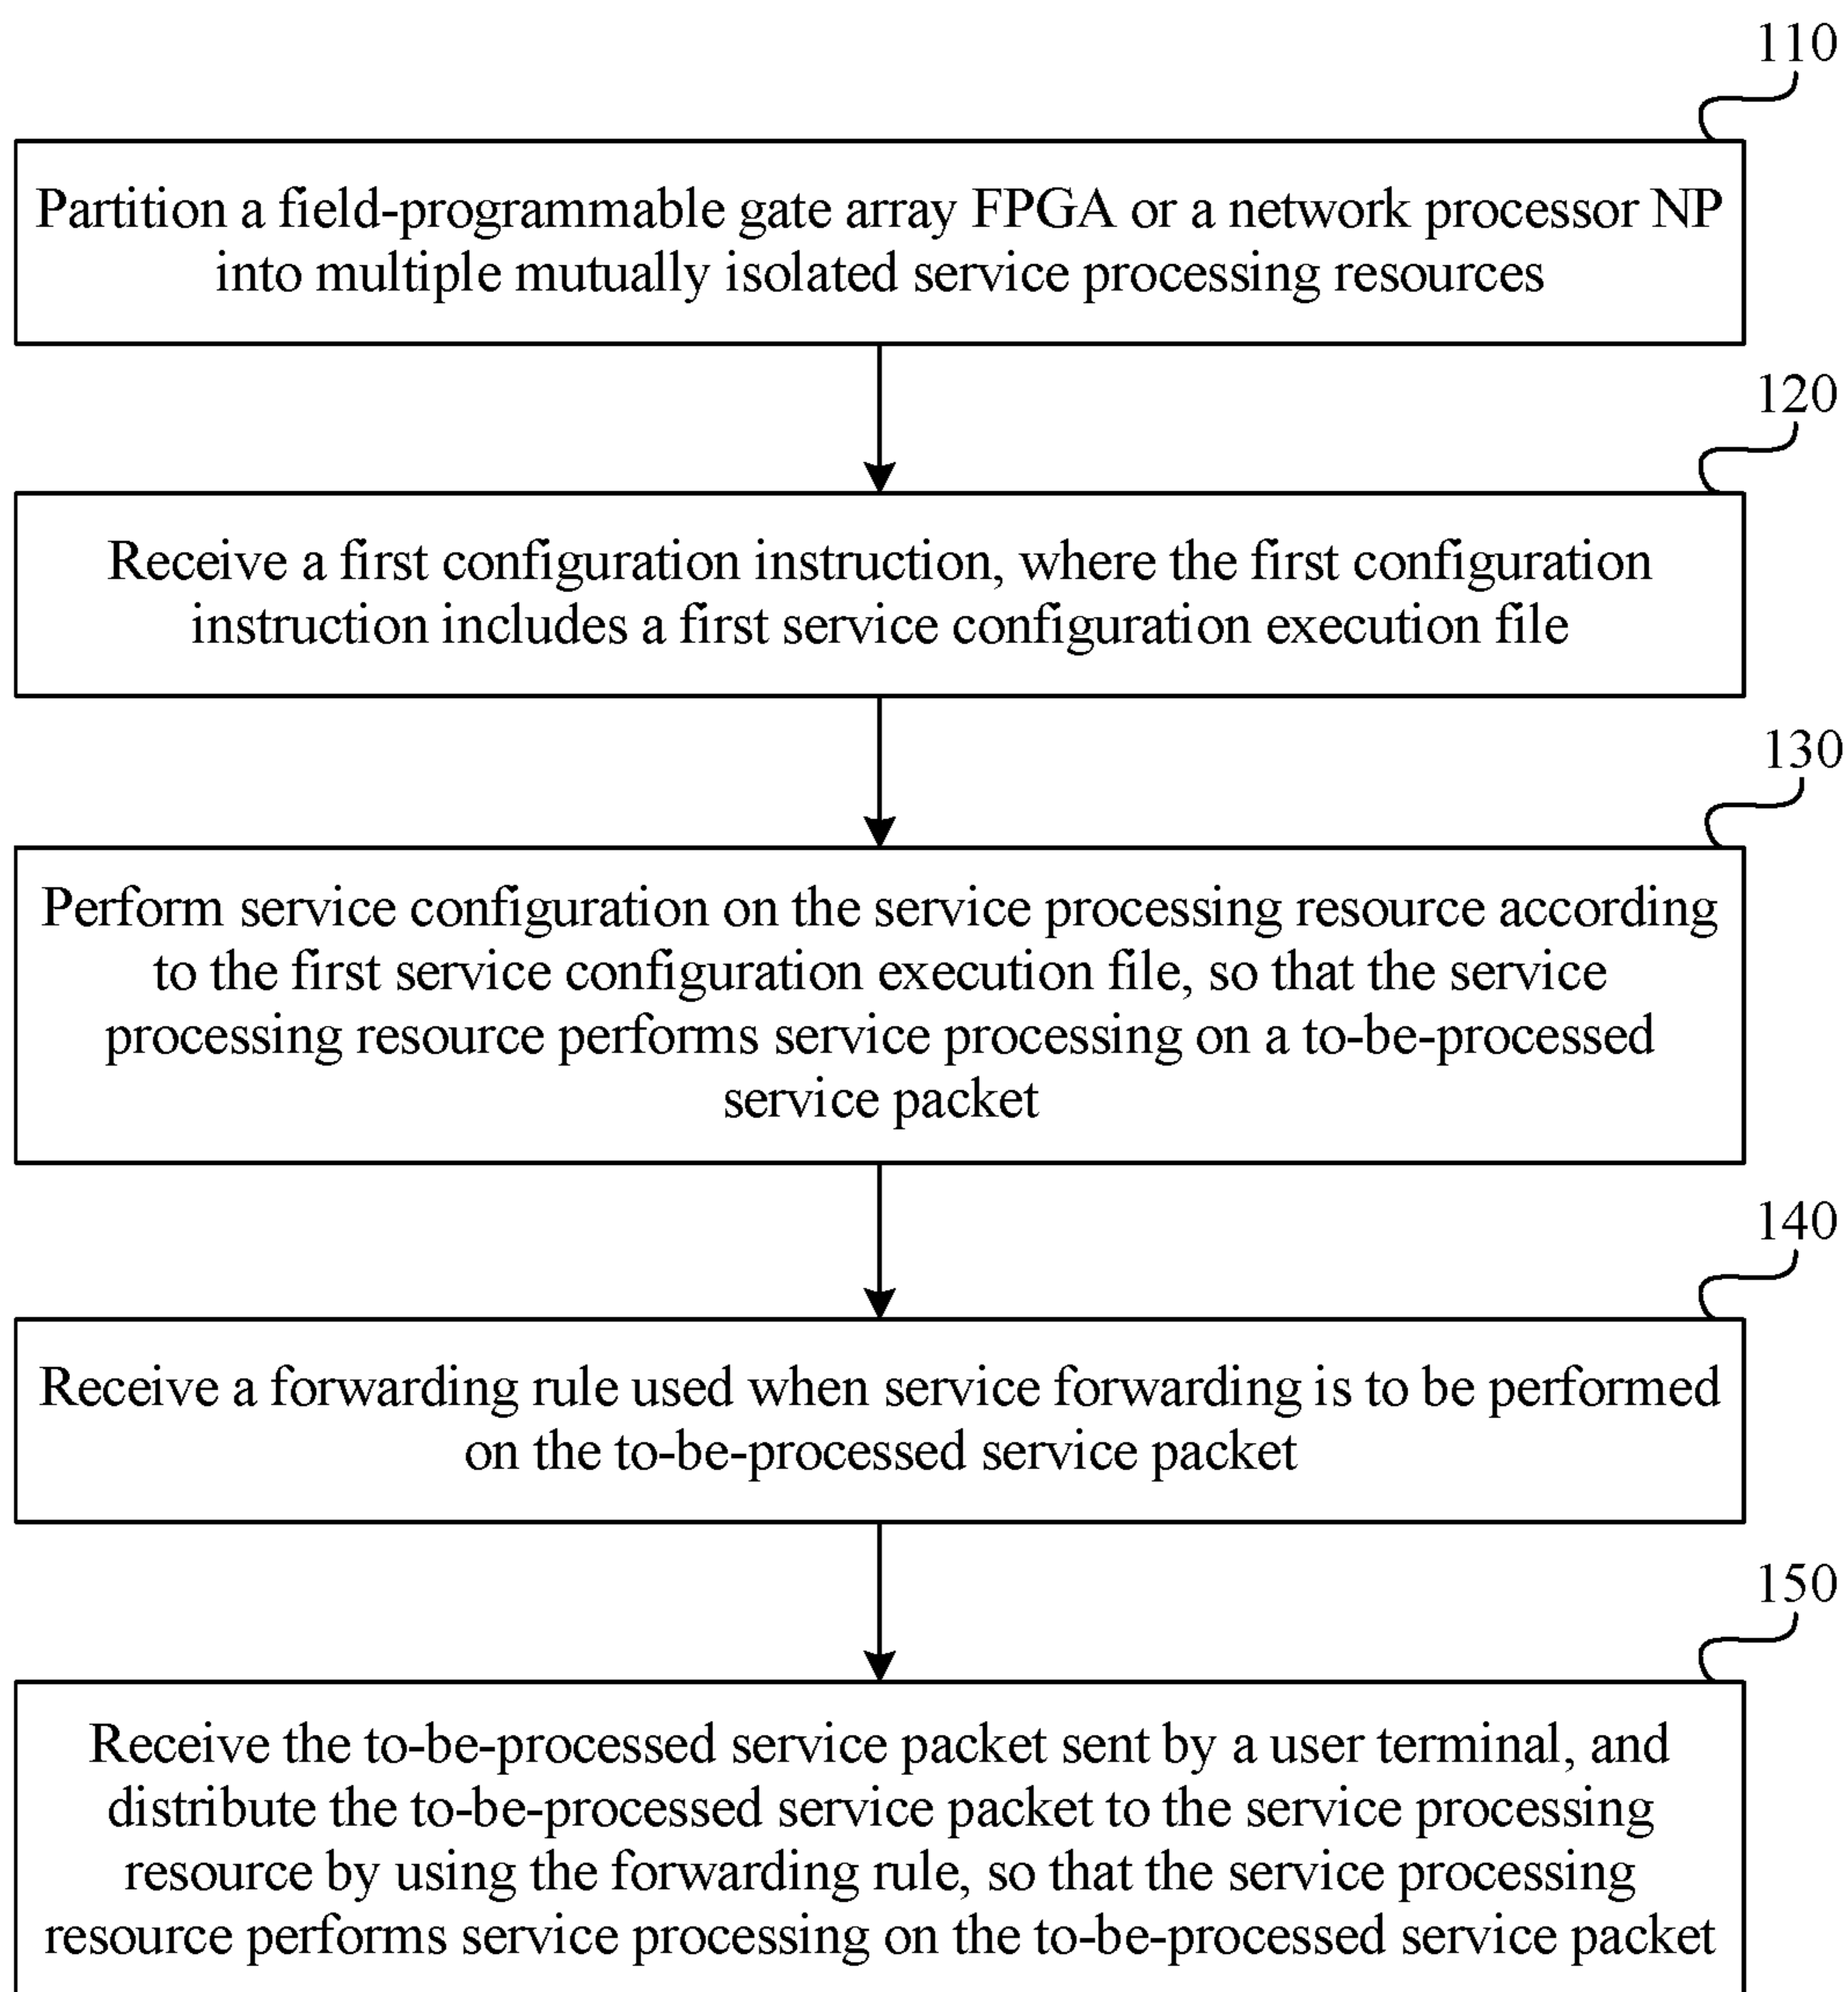 110
Partition a field-programmable gate array FPGA or a network processor NP
into multiple mutually isolated service processing resources
120
Receive a first configuration instruction, where the first configuration
instruction includes a first service configuration execution file
130
Perform service configuration on the service processing resource according
to the first service configuration execution file, so that the service
processing resource performs service processing on a to-be-processed
service packet
140
Receive a forwarding rule used when service forwarding is to be performed
on the to-be-processed service packet
150
Receive the to-be-processed service packet sent by a user terminal, and
distribute the to-be-processed service packet to the service processing
resource by using the forwarding rule, so that the service processing
resource performs service processing on the to-be-processed service packet